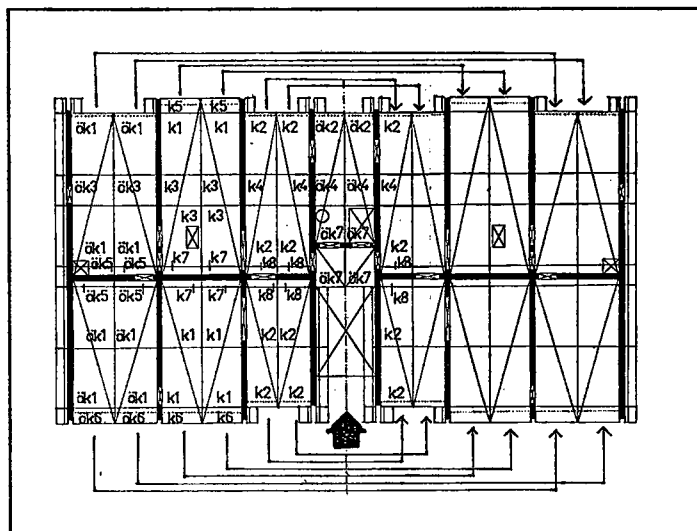 k5 k5
ök1 ök1 k1 k1 k2 k2 ök2 ök2 k2
ök3 ök3 k3 k3 k4 k4 ök4 ök4 k4
k3 k3
ök7 ök7
ök1 ök1 k2 k2 k2
ök5 ök5 k7 k7 k8 k8 ök7 ök7 k8
ök5 ök5 k7 k7 k8 k8 k8
ök1 ök1 k1 k1 k2 k2 k2
ök1 ök1 k1 k1 k2 k2 k2
ök6 ök6 k6 k6